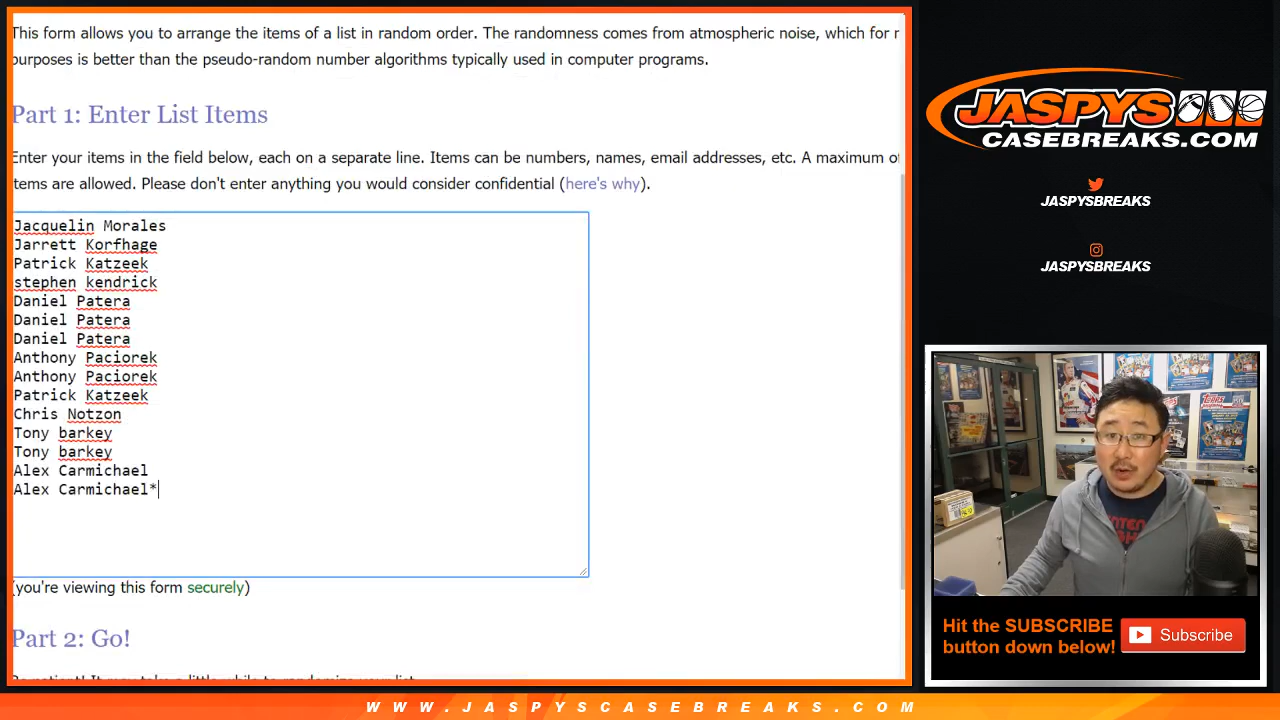 This form allows you to arrange the items of a list in random order. The randomness comes from atmospheric noise, which for
purposes is better than the pseudo-random number algorithms typically used in computer programs.
Part 1: Enter List Items
Enter your items in the field below, each on a separate line. Items can be numbers, names, email addresses, etc. A maximum
items are allowed. Please don't enter anything you would consider confidential (here's why).
Jacquelin Morales
Jarrett Korfhage
Patrick Katzeek
stephen kendrick
Daniel Patera
Daniel Patera
Daniel Patera
Anthony Paciorek
Anthony Paciorek
Patrick Katzeek
Chris Notzon
Tony barkey
Tony barkey
Alex Carmichael
Alex Carmichael*
(you're viewing this form securely)
Part 2: Go!
JASPYS
CASEBREAKS.COM
JASPYSBREAKS
JASPYSBREAKS
Hit the SUBSCRIBE
button down below!
Subscribe
WWW.JASPYSCASEBREAKS.COM